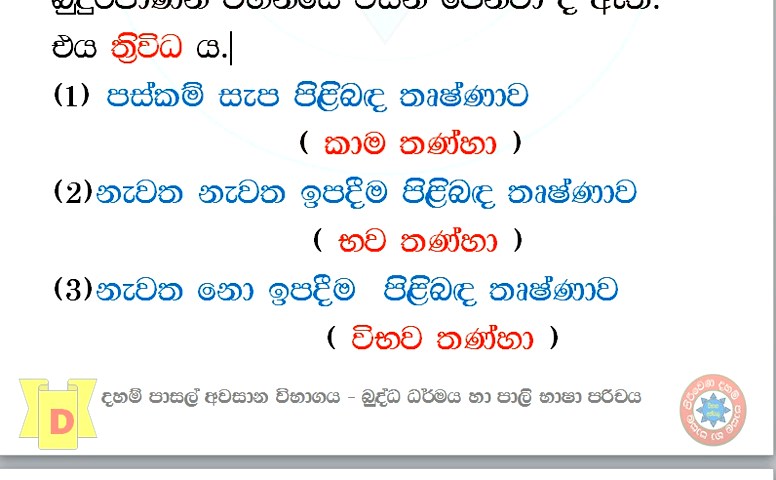 එය ත්‍රිවිධ ය.
(1) පස්කම් සැප පිළිබඳ තෘෂ්ණාව
( කාම තණ්හා )
(2)නැවත නැවත ඉපදීම පිළිබඳ තෘෂ්ණාව
( භව තණ්හා )
(3)නැවත නො ඉපදීම පිළිබඳ තෘෂ්ණාව
( විභව තණ්හා )
D
දහම් පාසල් අවසාන විභාගය - බුද්ධ ධර්මය හා පාලි භාෂා පරිචය